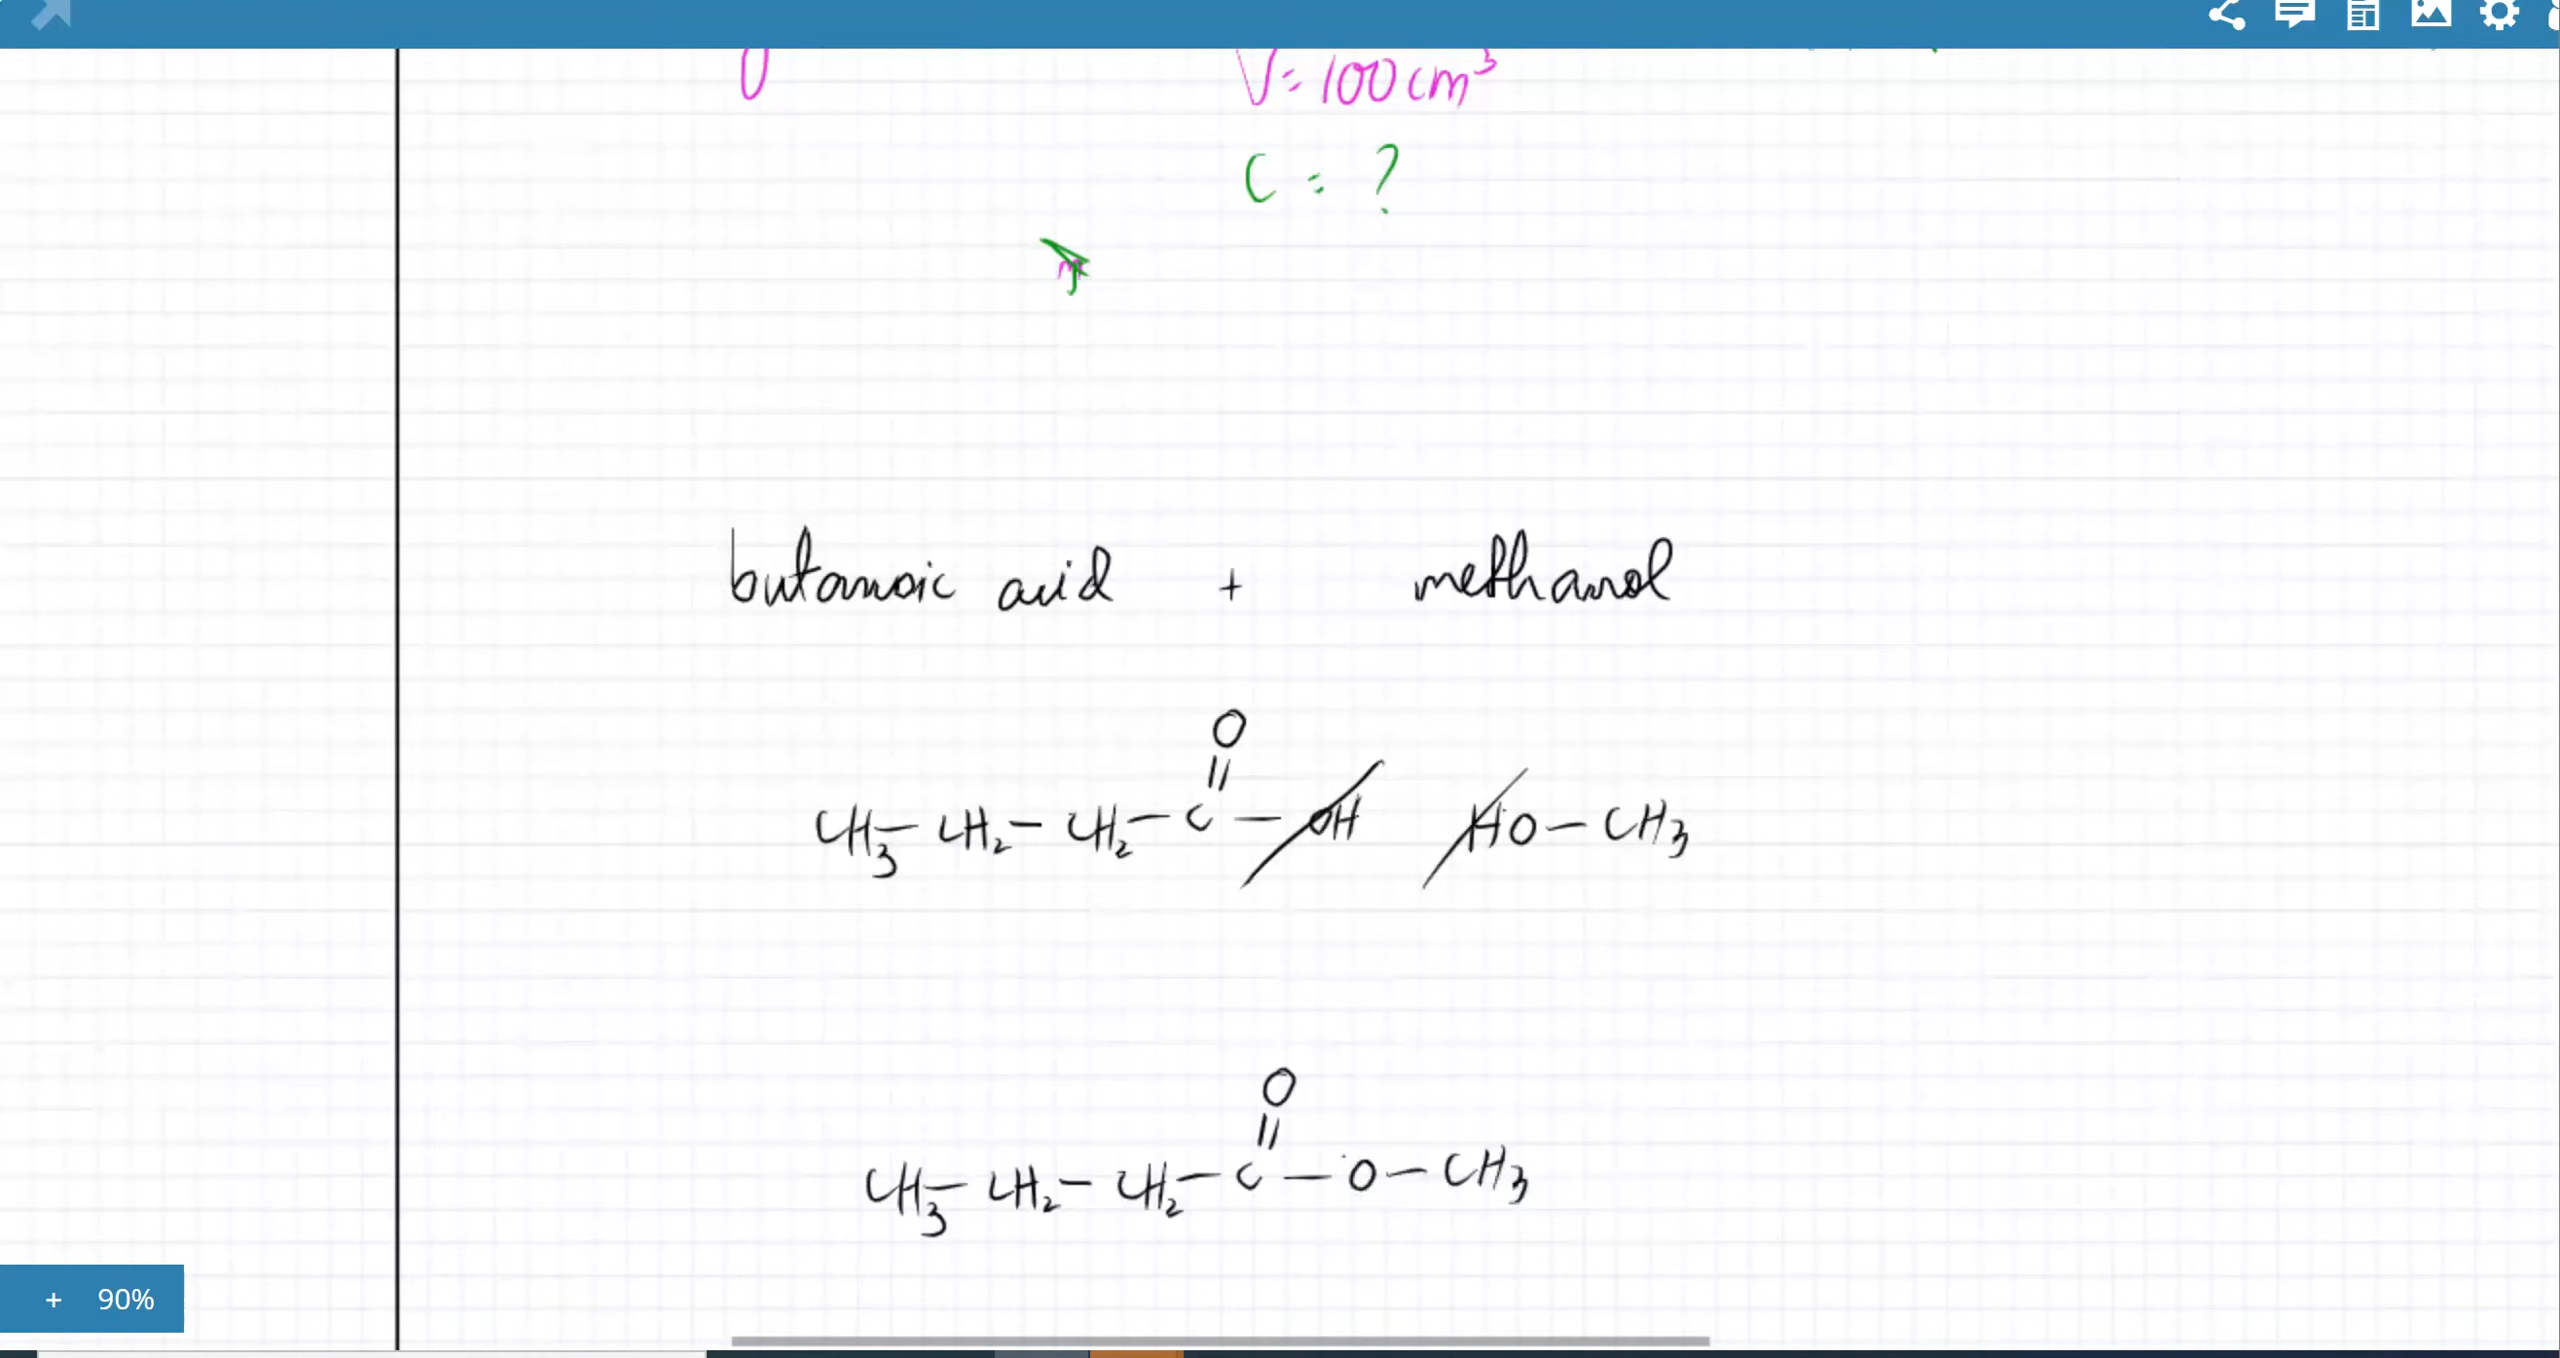 V = 100 cm³
C = ?
butanoic acid + methanol
O
||
CH₃ – CH₂ – CH₂ – C – OH HO – CH₃
O
||
CH₃ – CH₂ – CH₂ – C – O – CH₃
+ 90%